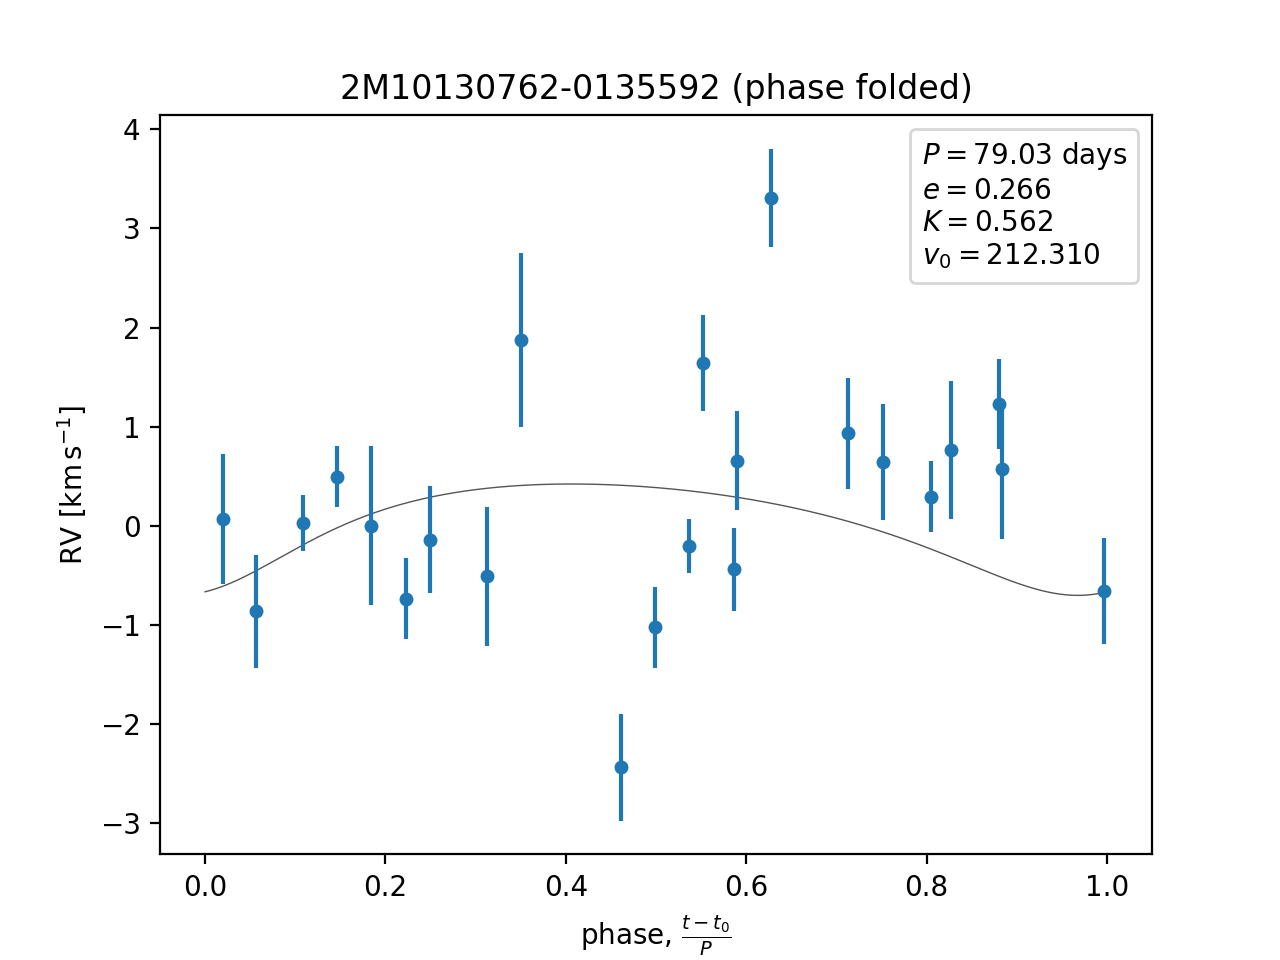 2M10130762-0135592 (phase folded)
P = 79.03 days
e = 0.266
K = 0.562
v₀ = 212.310
4
3
2
1
0
−1
−2
−3
RV [km s⁻¹]
0.0 0.2 0.4 0.6 0.8 1.0
phase, (t − t₀)/P